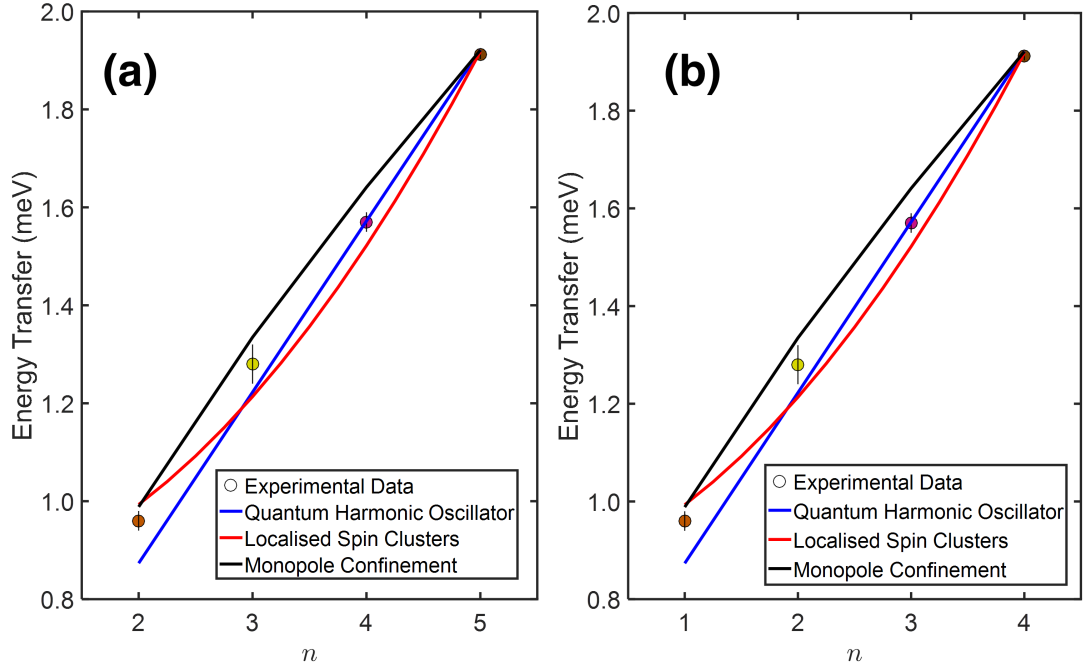 (a)
Energy Transfer (meV)
2.0
1.8
1.6
1.4
1.2
1.0
0.8
2 3 4 5
n
Experimental Data
Quantum Harmonic Oscillator
Localised Spin Clusters
Monopole Confinement
(b)
Energy Transfer (meV)
2.0
1.8
1.6
1.4
1.2
1.0
0.8
1 2 3 4
n
Experimental Data
Quantum Harmonic Oscillator
Localised Spin Clusters
Monopole Confinement